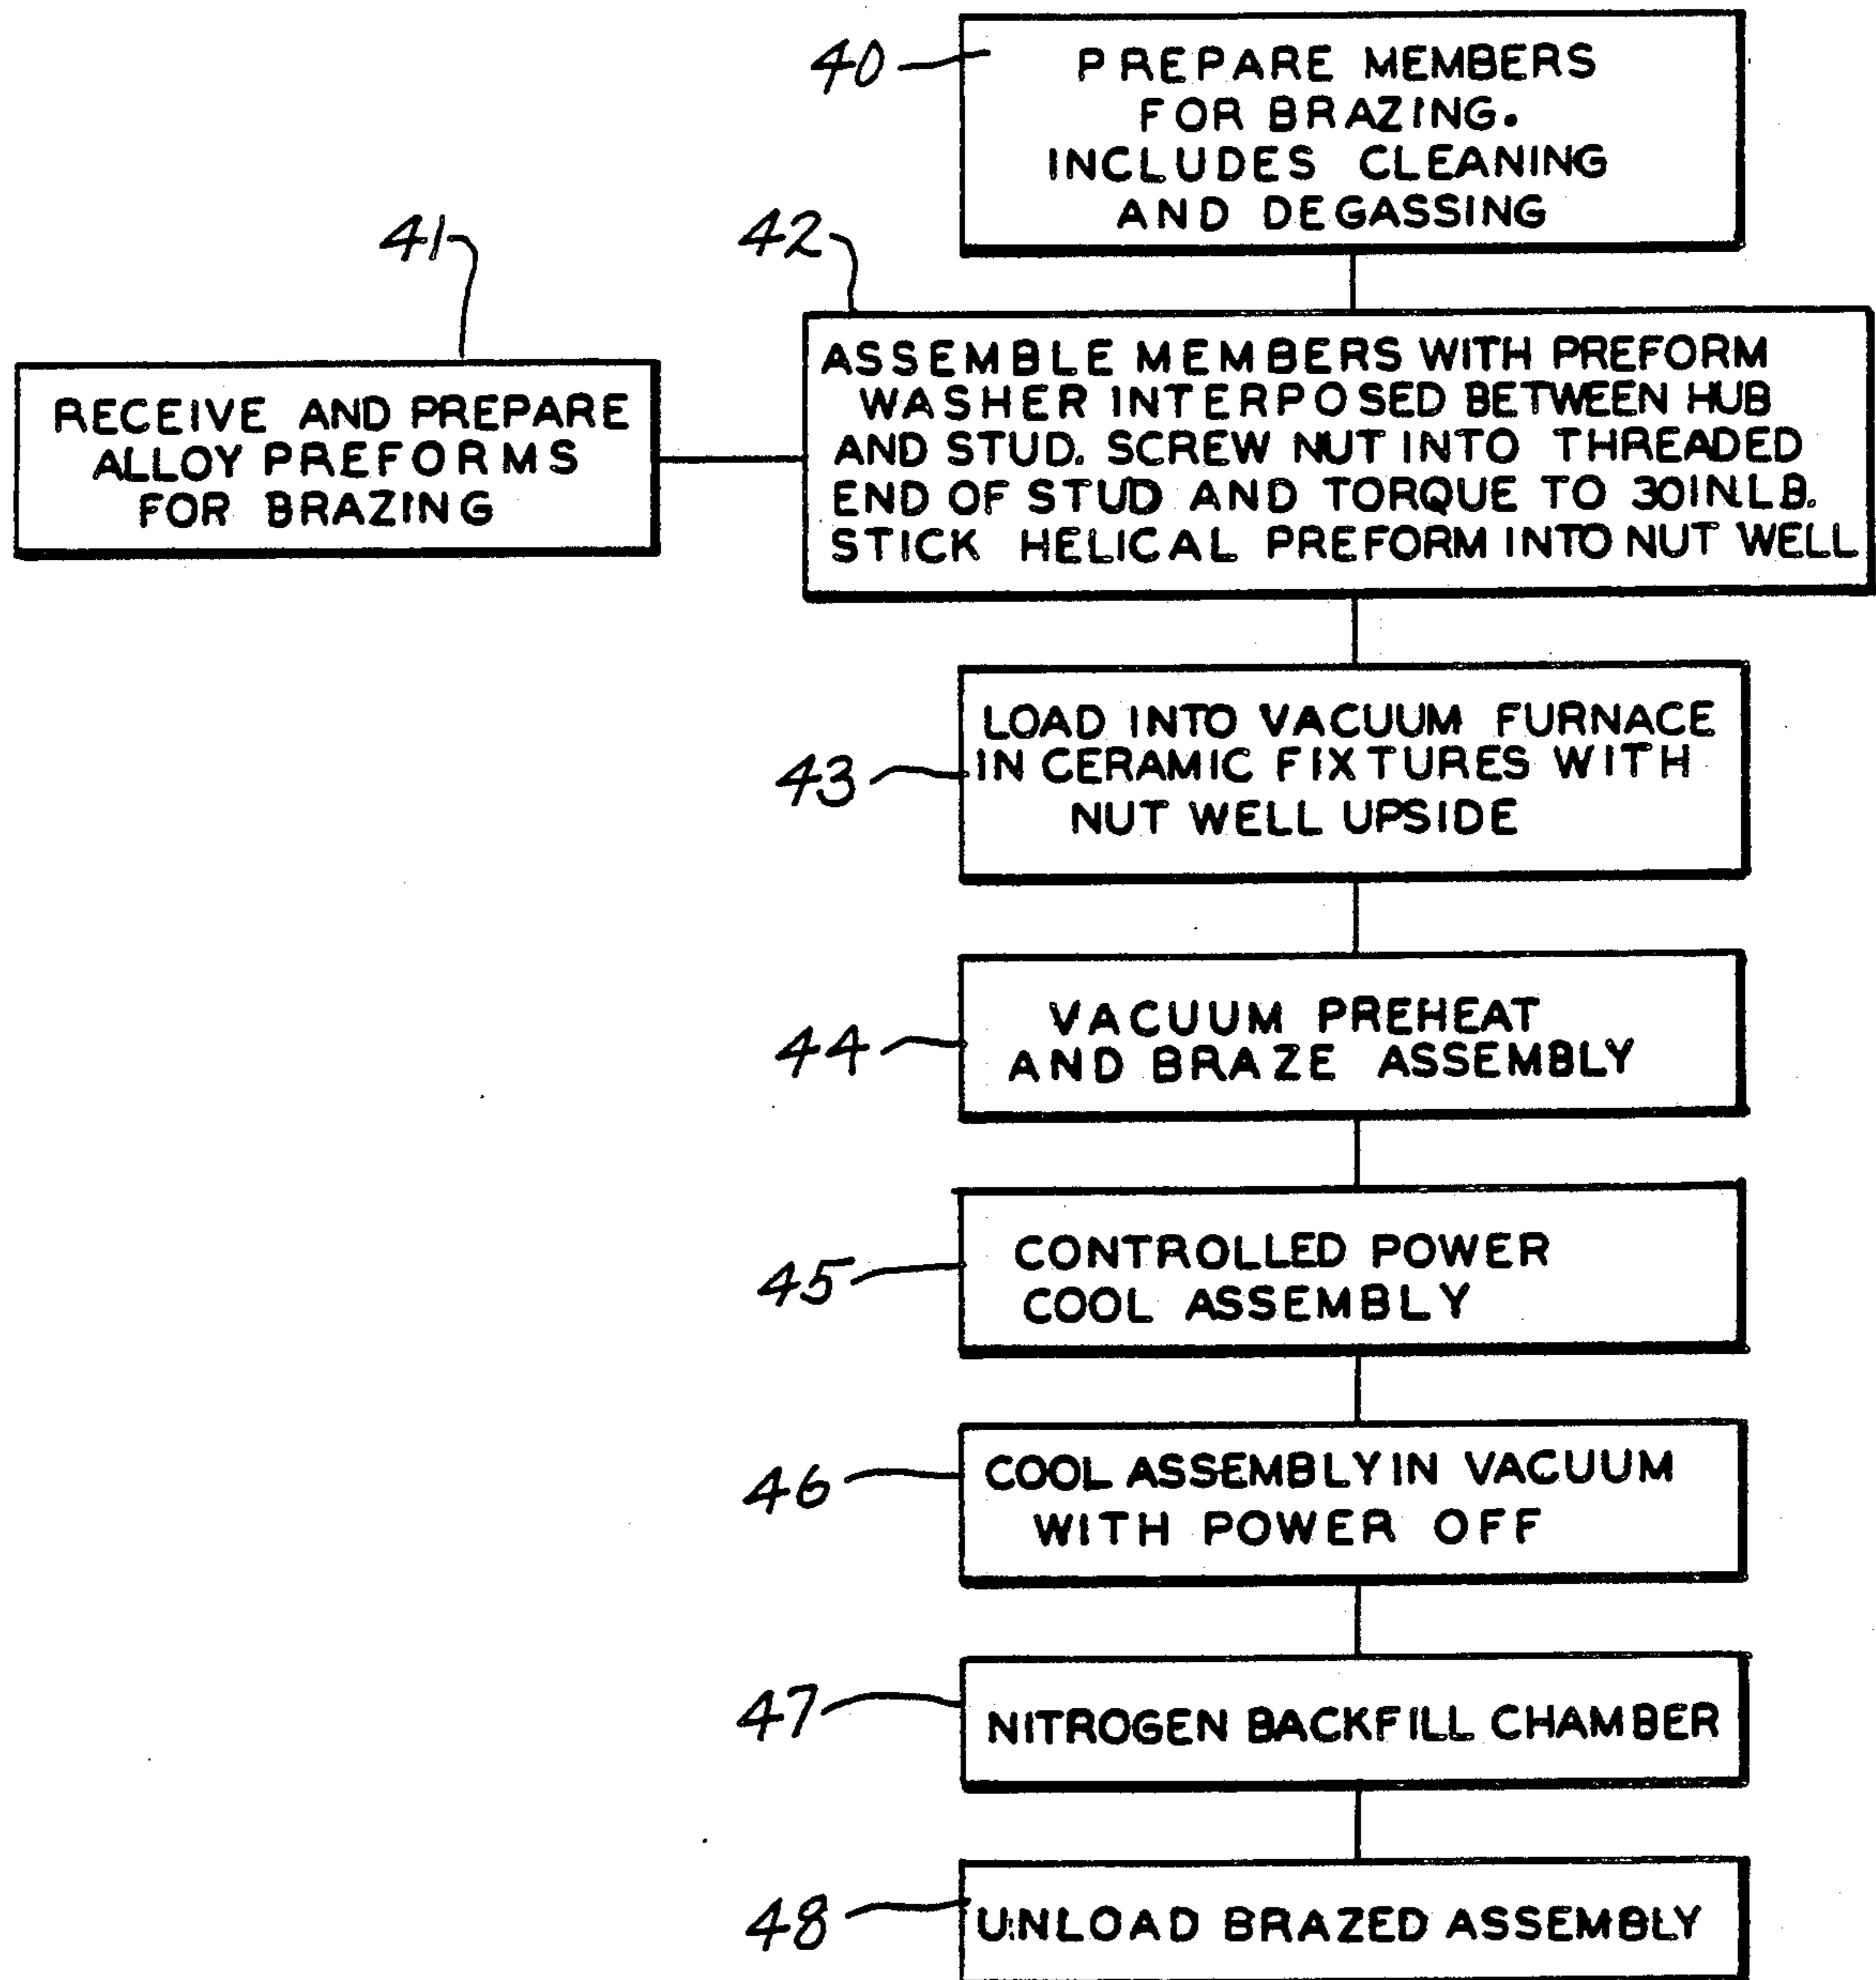 40
PREPARE MEMBERS
FOR BRAZING.
INCLUDES CLEANING
AND DEGASSING
41
RECEIVE AND PREPARE
ALLOY PREFORMS
FOR BRAZING
42
ASSEMBLE MEMBERS WITH PREFORM
WASHER INTERPOSED BETWEEN HUB
AND STUD. SCREW NUT INTO THREADED
END OF STUD AND TORQUE TO 30 IN.LB.
STICK HELICAL PREFORM INTO NUT WELL
43
LOAD INTO VACUUM FURNACE
IN CERAMIC FIXTURES WITH
NUT WELL UPSIDE
44
VACUUM PREHEAT
AND BRAZE ASSEMBLY
45
CONTROLLED POWER
COOL ASSEMBLY
46
COOL ASSEMBLY IN VACUUM
WITH POWER OFF
47
NITROGEN BACKFILL CHAMBER
48
UNLOAD BRAZED ASSEMBLY